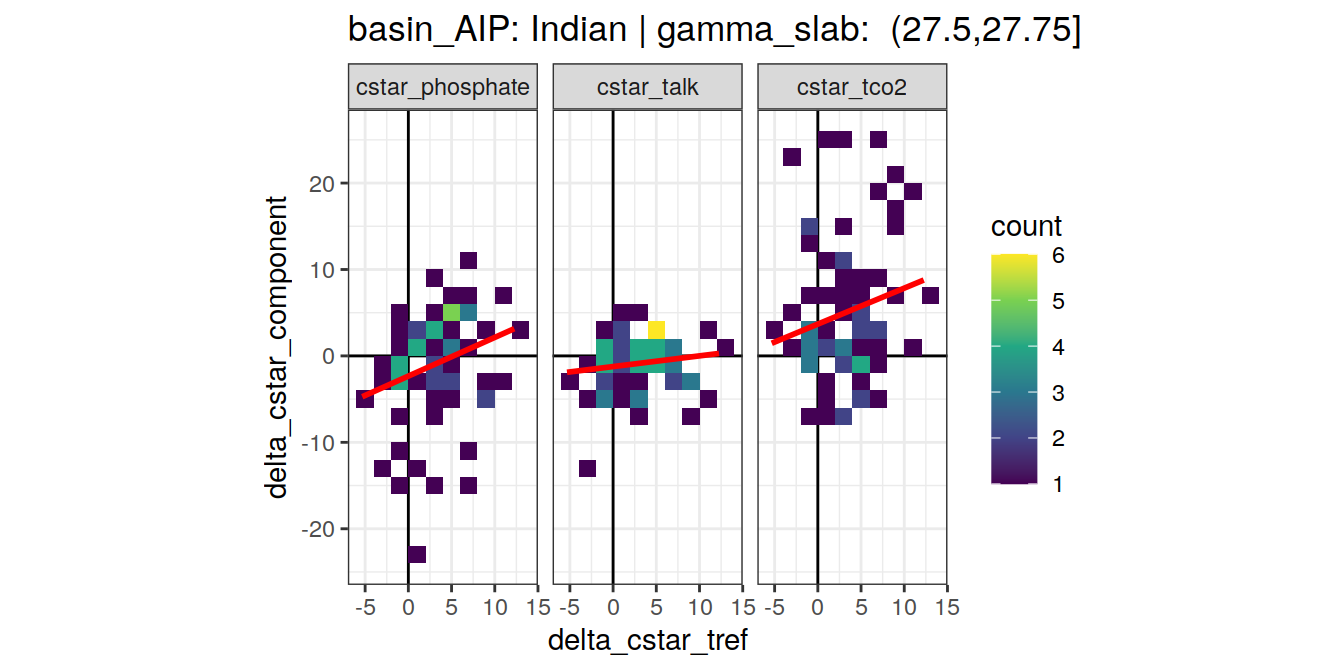 basin_AIP: Indian | gamma_slab:  (27.5,27.75]
cstar_phosphate cstar_talk cstar_tco2
20
10
0
-10
-20
delta_cstar_component
-5 0 5 10 15 -5 0 5 10 15 -5 0 5 10 15
delta_cstar_tref
count
6
5
4
3
2
1